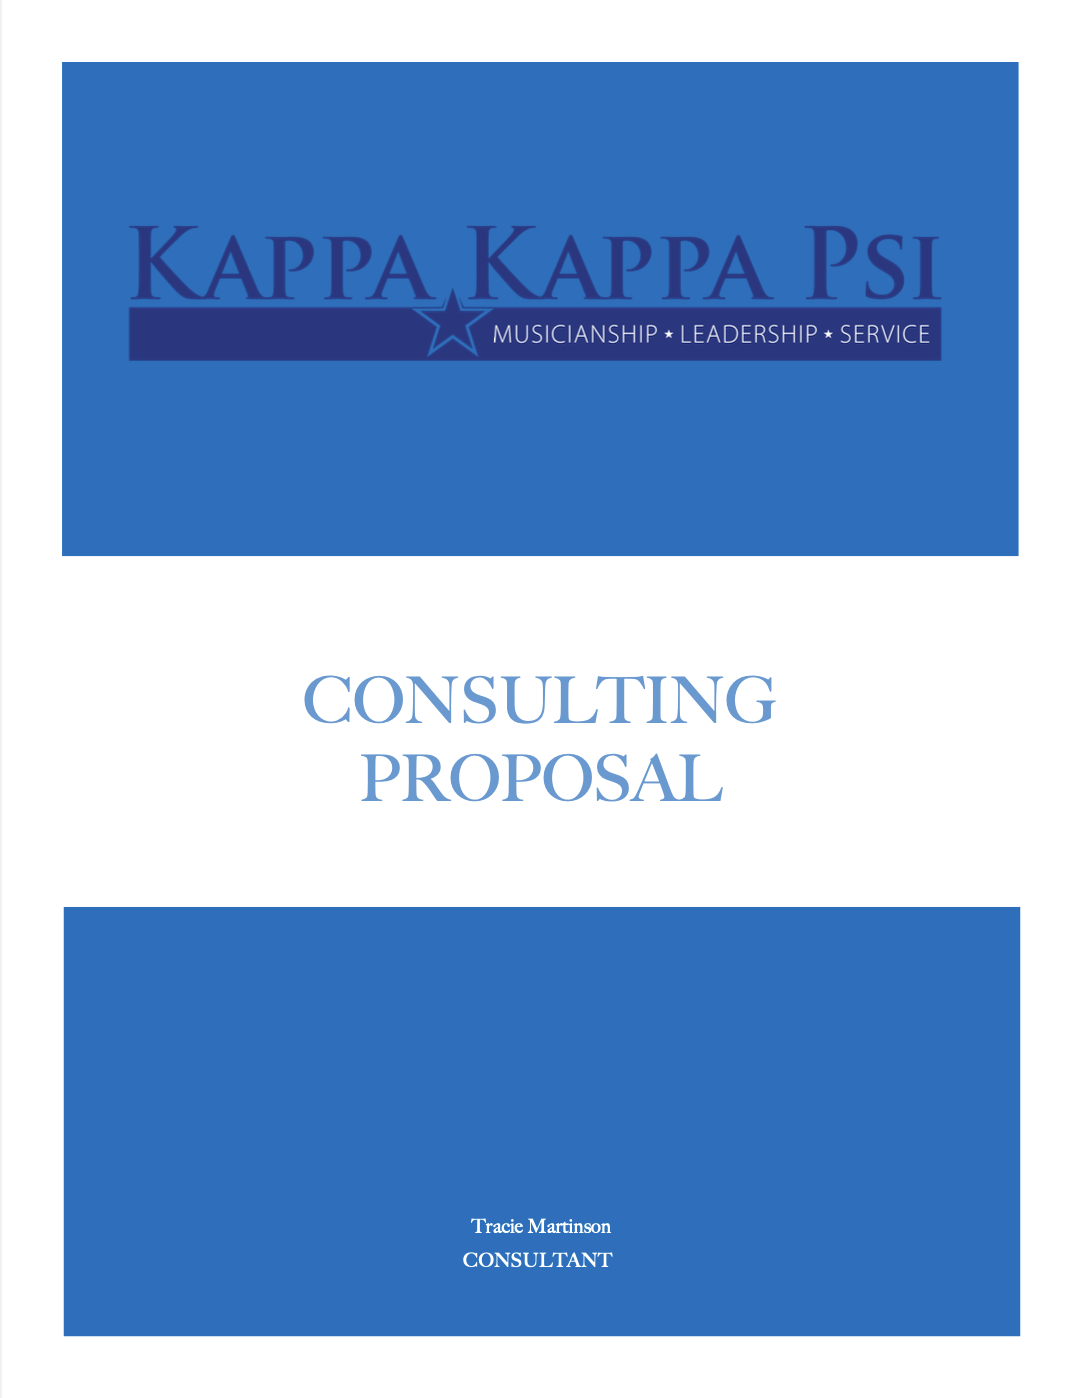 KAPPA KAPPA PSI
MUSICIANSHIP ★ LEADERSHIP ★ SERVICE
CONSULTING
PROPOSAL
Tracie Martinson
CONSULTANT